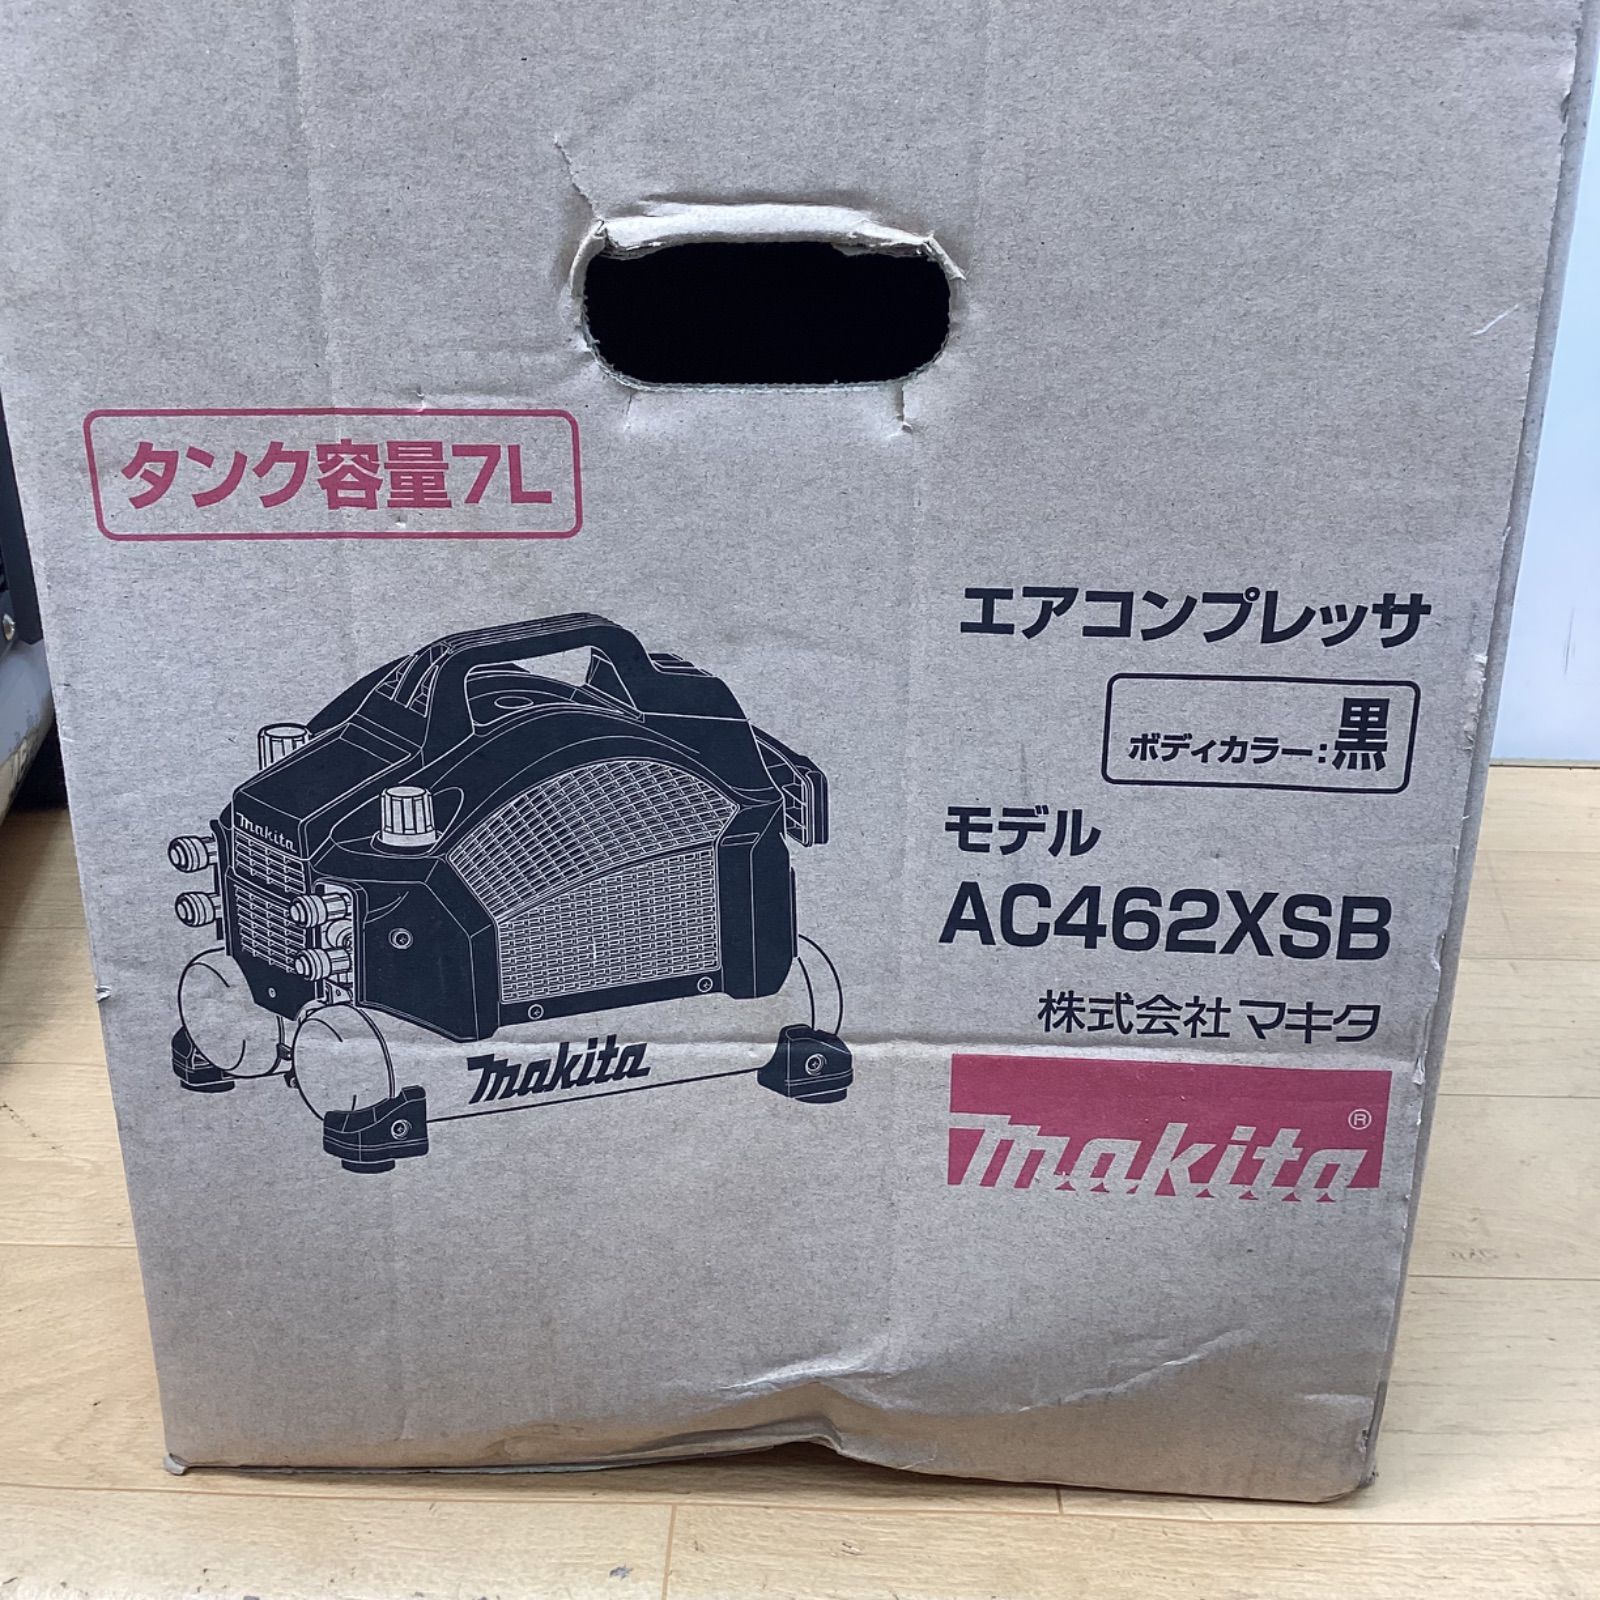 タンク容量7L
エアコンプレッサ
ボディカラー:黒
モデル
AC462XSB
株式会社マキタ
makita
makita
makita®